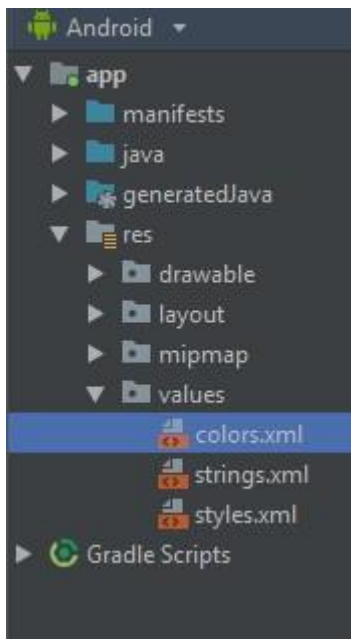 Android
app
manifests
java
generatedJava
res
drawable
layout
mipmap
values
colors.xml
strings.xml
styles.xml
Gradle Scripts